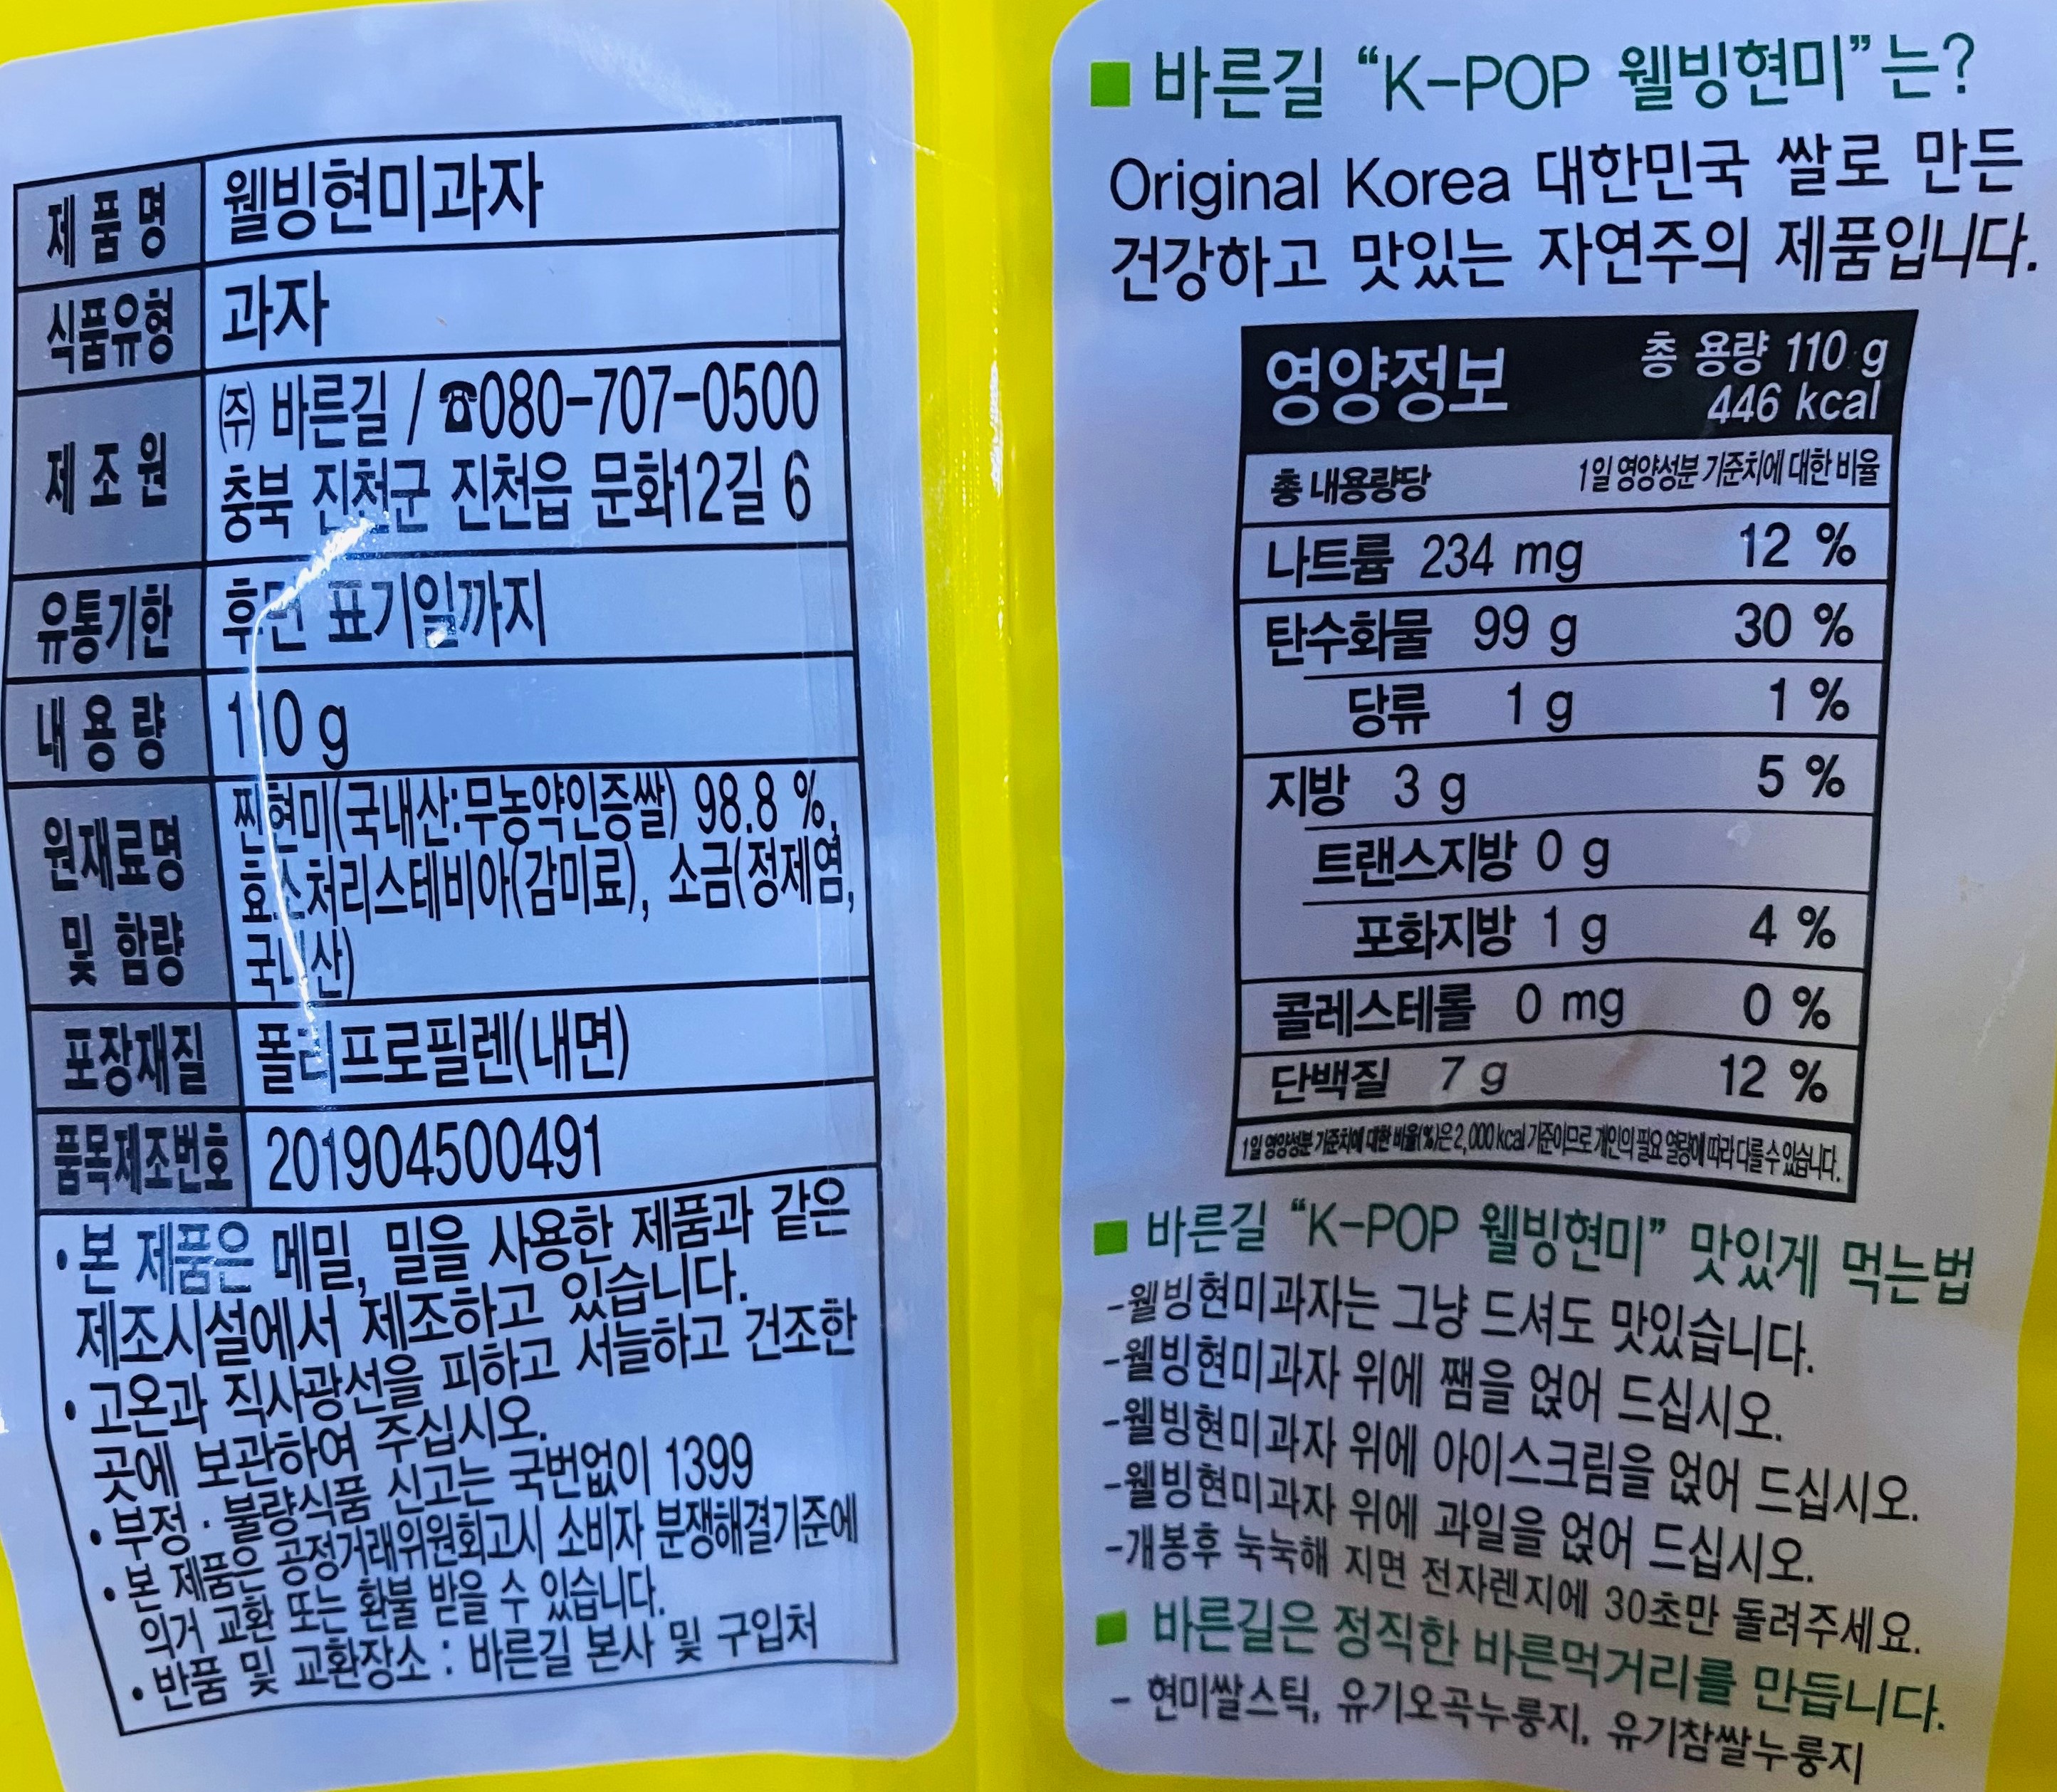 제 품 명 웰빙현미과자
식품유형 과자
제 조 원 ㈜ 바른길 / ☎080-707-0500
충북 진천군 진천읍 문화12길 6
유통기한 후면 표기일까지
내 용 량 110 g
원재료명 및 함량 찐현미(국내산:무농약인증쌀) 98.8 %,
효소처리스테비아(감미료), 소금(정제염,
국내산)
포장재질 폴리프로필렌(내면)
품목제조번호 201904500491
• 본 제품은 메밀, 밀을 사용한 제품과 같은
제조시설에서 제조하고 있습니다.
• 고온과 직사광선을 피하고 서늘하고 건조한
곳에 보관하여 주십시오.
• 부정 · 불량식품 신고는 국번없이 1399
• 본 제품은 공정거래위원회고시 소비자 분쟁해결기준에
의거 교환 또는 환불 받을 수 있습니다.
• 반품 및 교환장소 : 바른길 본사 및 구입처
■ 바른길 “K-POP 웰빙현미”는?
Original Korea 대한민국 쌀로 만든
건강하고 맛있는 자연주의 제품입니다.
영양정보 총 용량 110 g
446 kcal
총 내용량당 1일 영양성분 기준치에 대한 비율
나트륨 234 mg 12 %
탄수화물 99 g 30 %
당류 1 g 1 %
지방 3 g 5 %
트랜스지방 0 g
포화지방 1 g 4 %
콜레스테롤 0 mg 0 %
단백질 7 g 12 %
1일 영양성분 기준치에 대한 비율(%)은 2,000 kcal 기준이므로 개인의 필요 열량에 따라 다를 수 있습니다.
■ 바른길 “K-POP 웰빙현미” 맛있게 먹는법
-웰빙현미과자는 그냥 드셔도 맛있습니다.
-웰빙현미과자 위에 쨈을 얹어 드십시오.
-웰빙현미과자 위에 아이스크림을 얹어 드십시오.
-웰빙현미과자 위에 과일을 얹어 드십시오.
-개봉후 눅눅해 지면 전자렌지에 30초만 돌려주세요.
■ 바른길은 정직한 바른먹거리를 만듭니다.
- 현미쌀스틱, 유기오곡누룽지, 유기참쌀누룽지